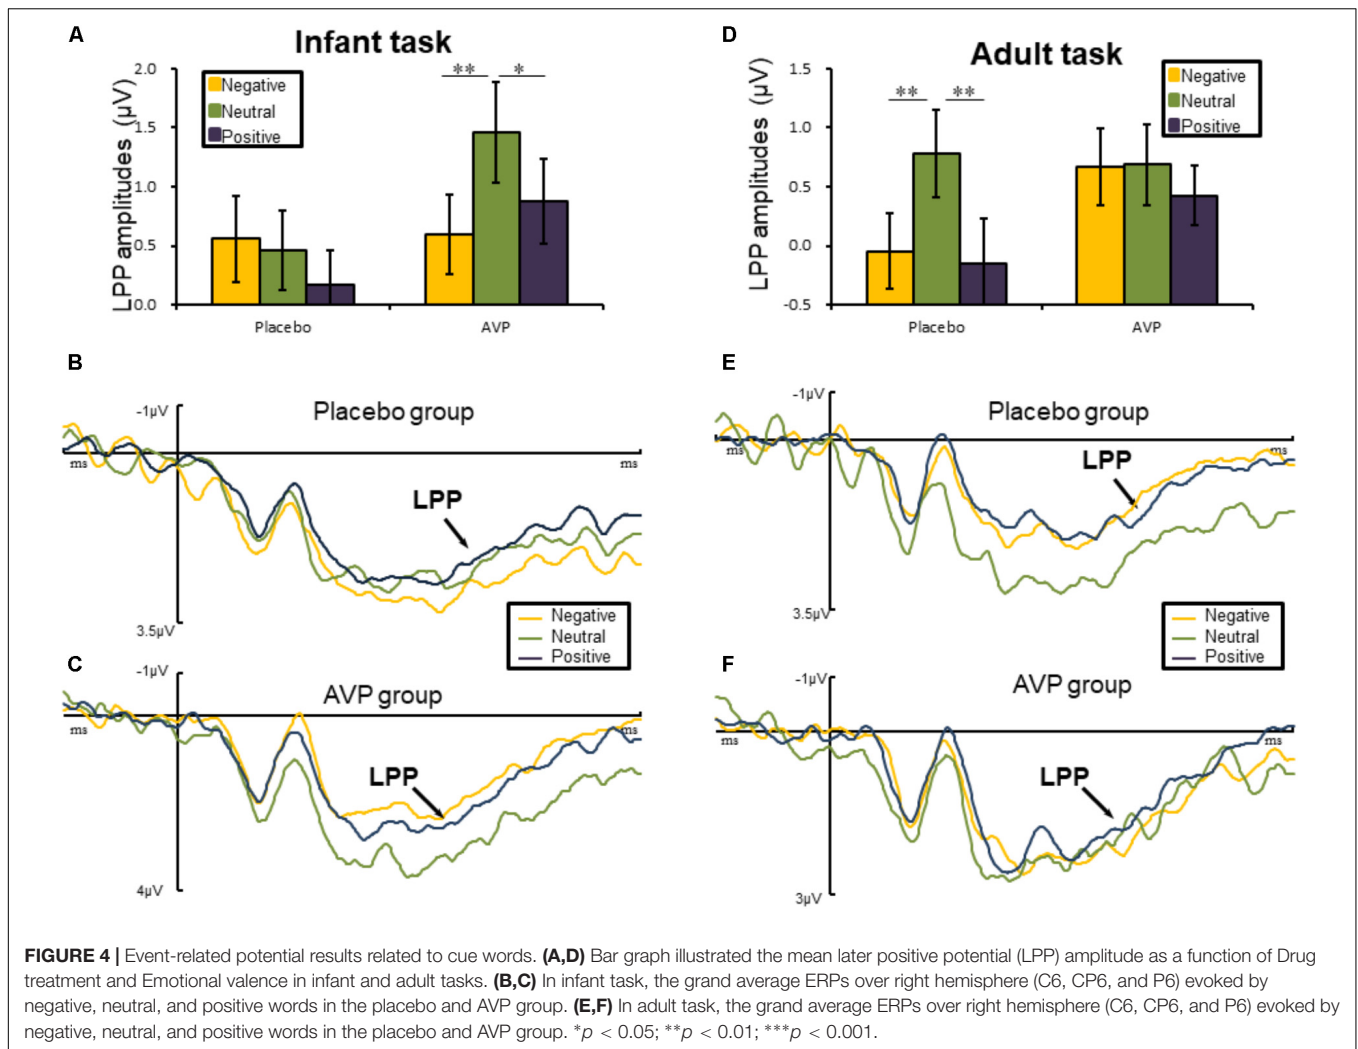 A
Infant task
LPP amplitudes (µV)
2.0
1.5
1.0
0.5
0.0
Negative
Neutral
Positive
**
*
Placebo
AVP
D
Adult task
LPP amplitudes (µV)
1.5
1.0
0.5
0.0
-0.5
Negative
Neutral
Positive
**
**
Placebo
AVP
B
-1µV
Placebo group
ms
ms
LPP
3.5µV
Negative
Neutral
Positive
C
-1µV
AVP group
ms
ms
LPP
4µV
E
-1µV
Placebo group
ms
ms
LPP
3.5µV
Negative
Neutral
Positive
F
-1µV
AVP group
ms
ms
LPP
3µV
FIGURE 4 | Event-related potential results related to cue words. (A,D) Bar graph illustrated the mean later positive potential (LPP) amplitude as a function of Drug
treatment and Emotional valence in infant and adult tasks. (B,C) In infant task, the grand average ERPs over right hemisphere (C6, CP6, and P6) evoked by
negative, neutral, and positive words in the placebo and AVP group. (E,F) In adult task, the grand average ERPs over right hemisphere (C6, CP6, and P6) evoked by
negative, neutral, and positive words in the placebo and AVP group. *p < 0.05; **p < 0.01; ***p < 0.001.